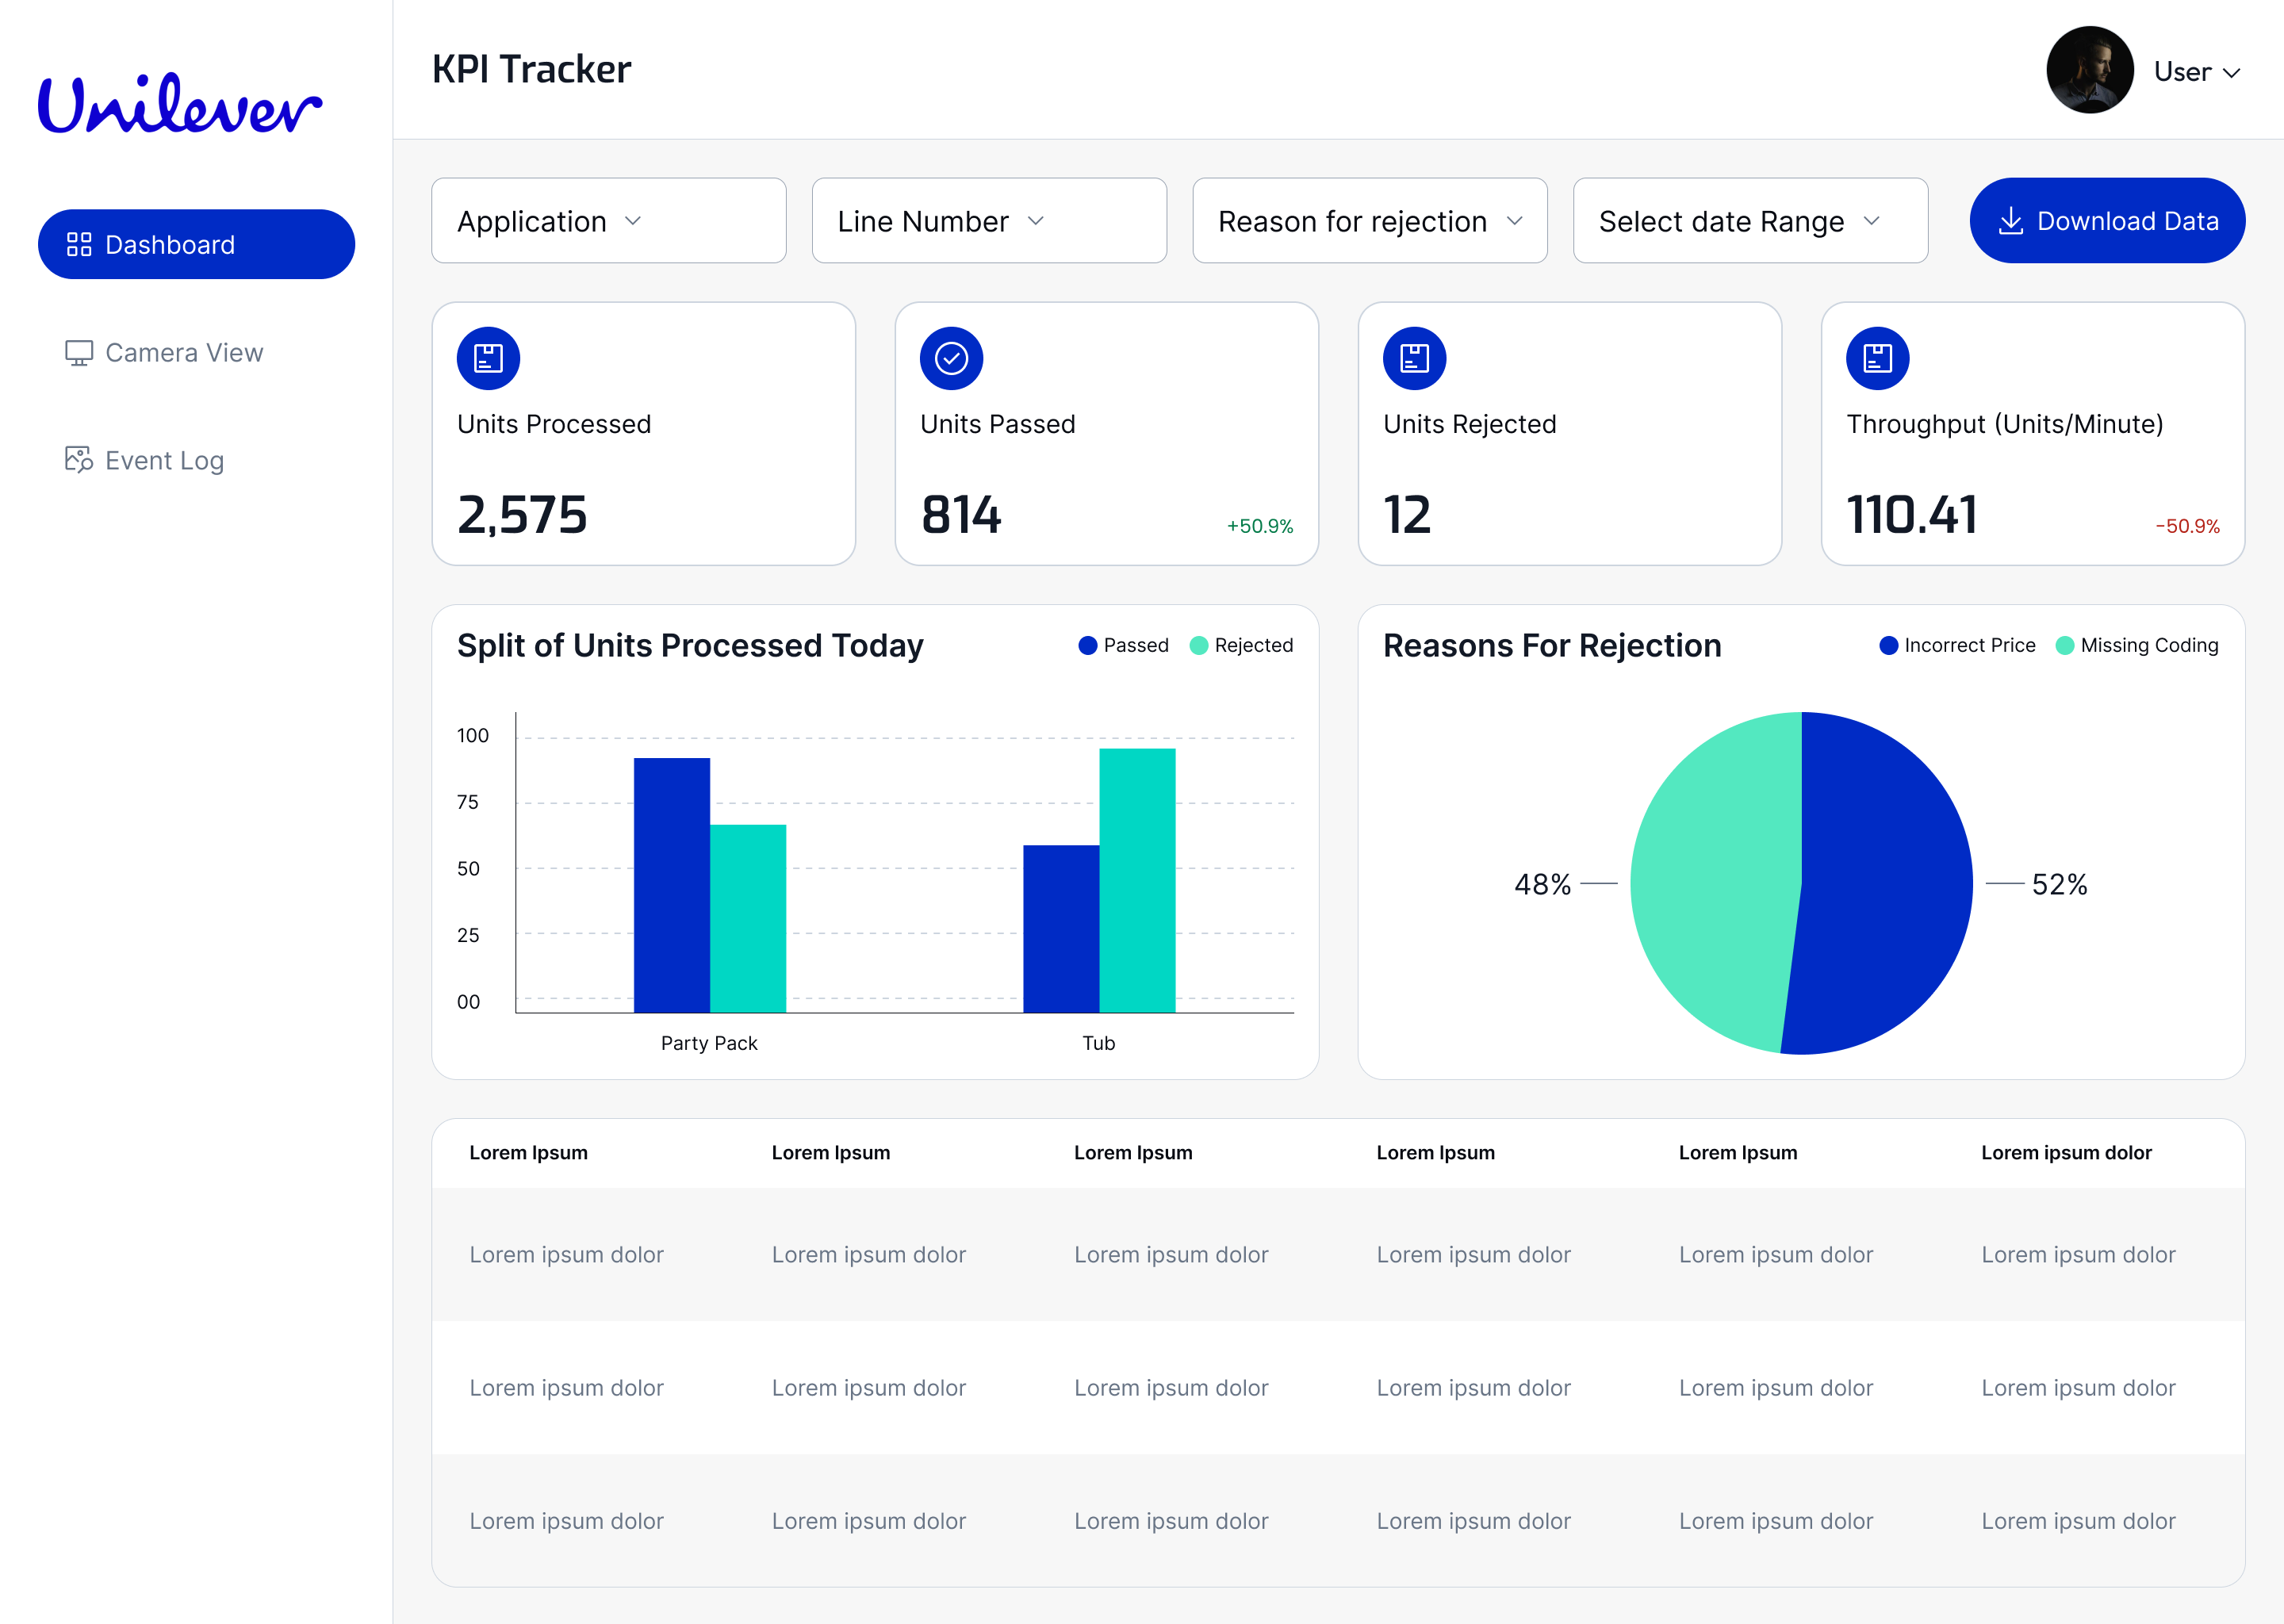 Unilever
KPI Tracker
User
Dashboard
Camera View
Event Log
Application
Line Number
Reason for rejection
Select date Range
Download Data
Units Processed
2,575
Units Passed
814
+50.9%
Units Rejected
12
Throughput (Units/Minute)
110.41
-50.9%
Split of Units Processed Today
Passed
Rejected
100
75
50
25
00
Party Pack
Tub
Reasons For Rejection
Incorrect Price
Missing Coding
48%
52%
Lorem Ipsum Lorem Ipsum Lorem Ipsum Lorem Ipsum Lorem Ipsum Lorem ipsum dolor
Lorem ipsum dolor Lorem ipsum dolor Lorem ipsum dolor Lorem ipsum dolor Lorem ipsum dolor Lorem ipsum dolor
Lorem ipsum dolor Lorem ipsum dolor Lorem ipsum dolor Lorem ipsum dolor Lorem ipsum dolor Lorem ipsum dolor
Lorem ipsum dolor Lorem ipsum dolor Lorem ipsum dolor Lorem ipsum dolor Lorem ipsum dolor Lorem ipsum dolor